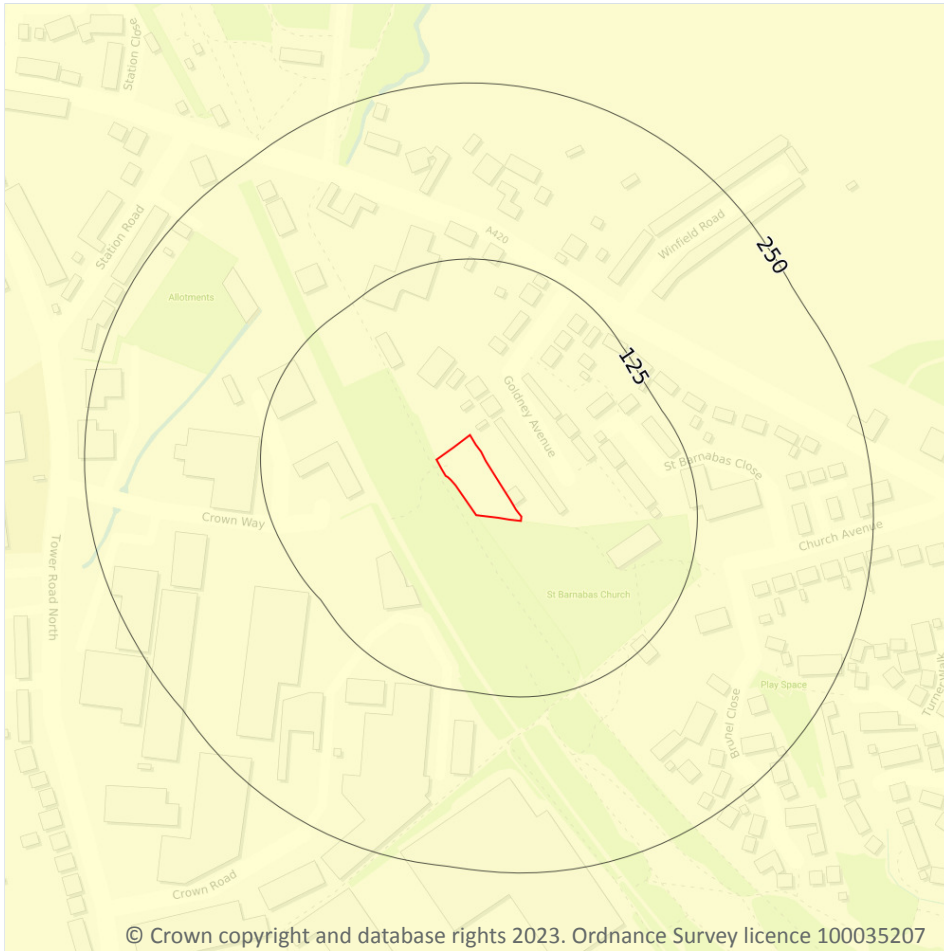 Station Close
Station Road
A420
Winfield Road
250
Allotments
125
Goldney Avenue
St Barnabas Close
Crown Way
Church Avenue
Tower Road North
St Barnabas Church
Play Space
Turner Walk
Brunel Close
Crown Road
© Crown copyright and database rights 2023. Ordnance Survey licence 100035207